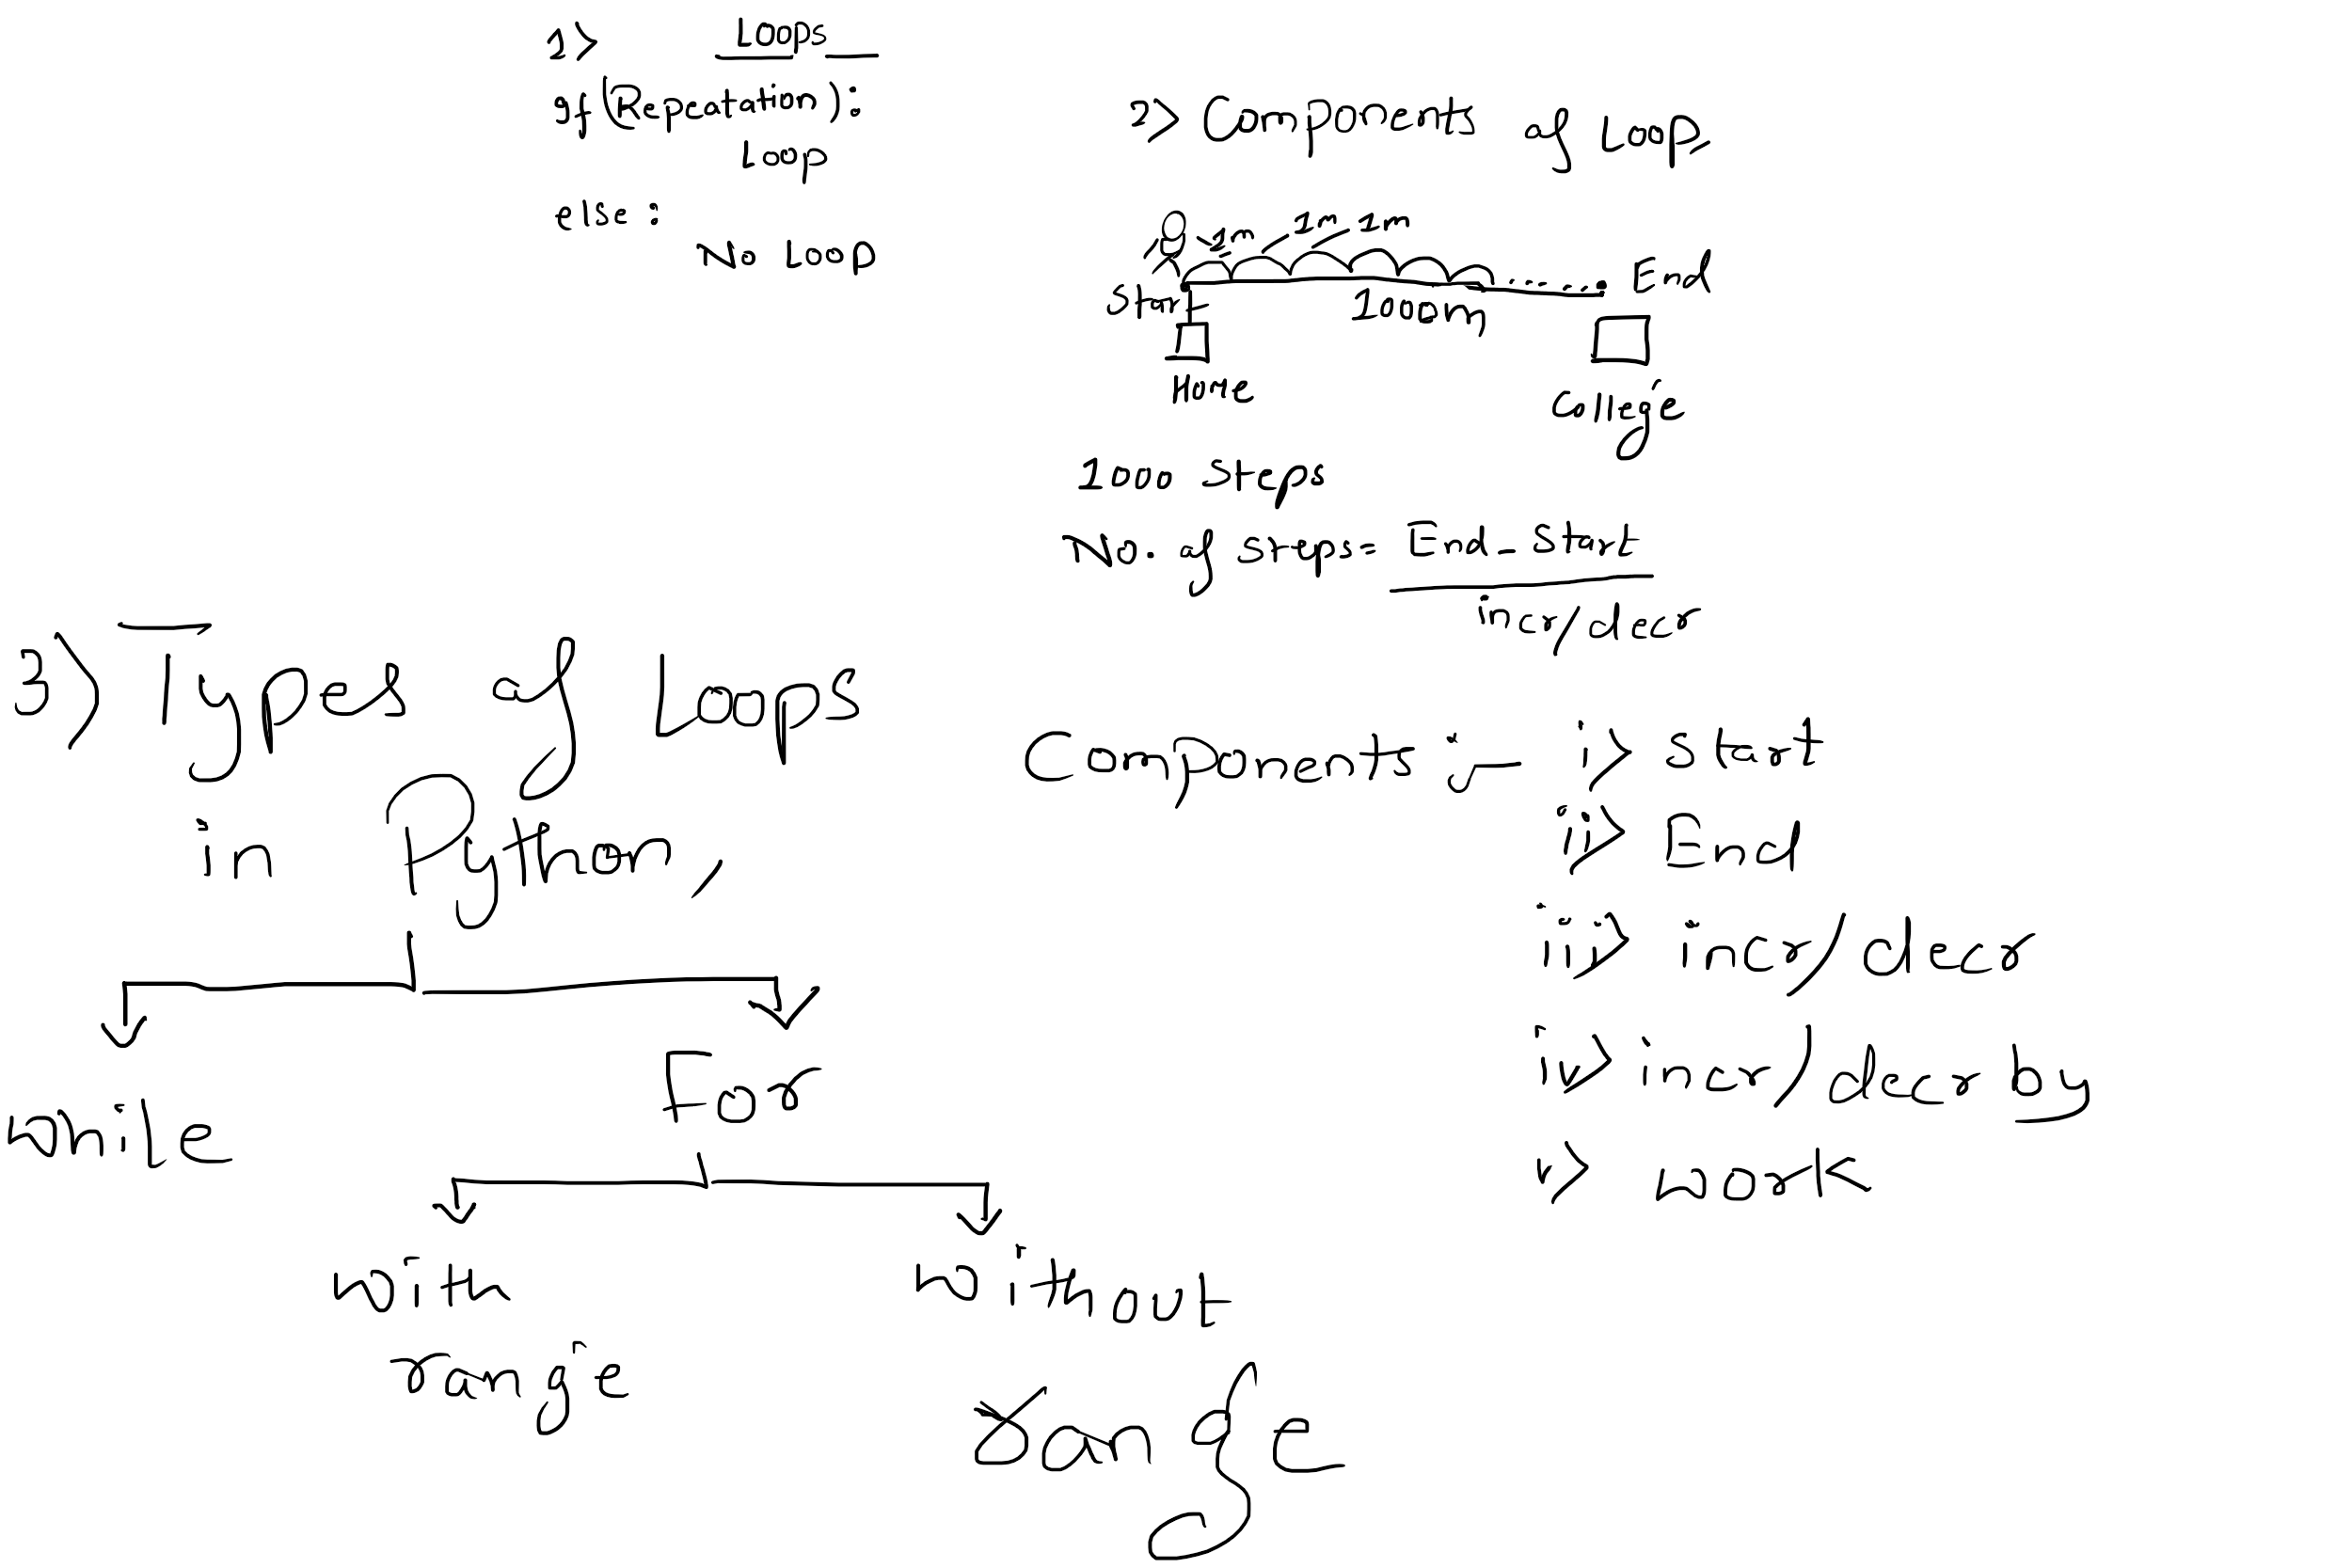 1> Loops
If (Repeatation):
Loop
else:
No Loop
2> Components of Loop
1m 1m 1m
Start
1000m
End
Home
College
1000 Steps
No. of steps= End - Start
incr/decr
Components :- i> Start
ii> End
iii> incr/decr
iv> incr/decr by
v> work
3) Types of Loops
in Python,
while
For
with
range
without
range